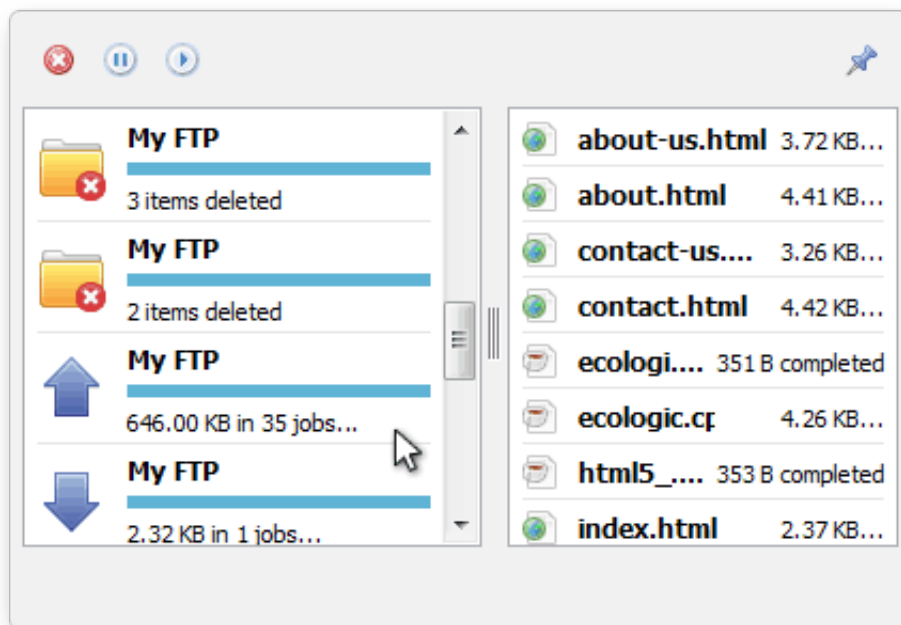 My FTP
3 items deleted
My FTP
2 items deleted
My FTP
646.00 KB in 35 jobs...
My FTP
2.32 KB in 1 jobs...
about-us.html 3.72 KB...
about.html 4.41 KB...
contact-us.... 3.26 KB...
contact.html 4.42 KB...
ecologi.... 351 B completed
ecologic.cp 4.26 KB...
html5_.... 353 B completed
index.html 2.37 KB...